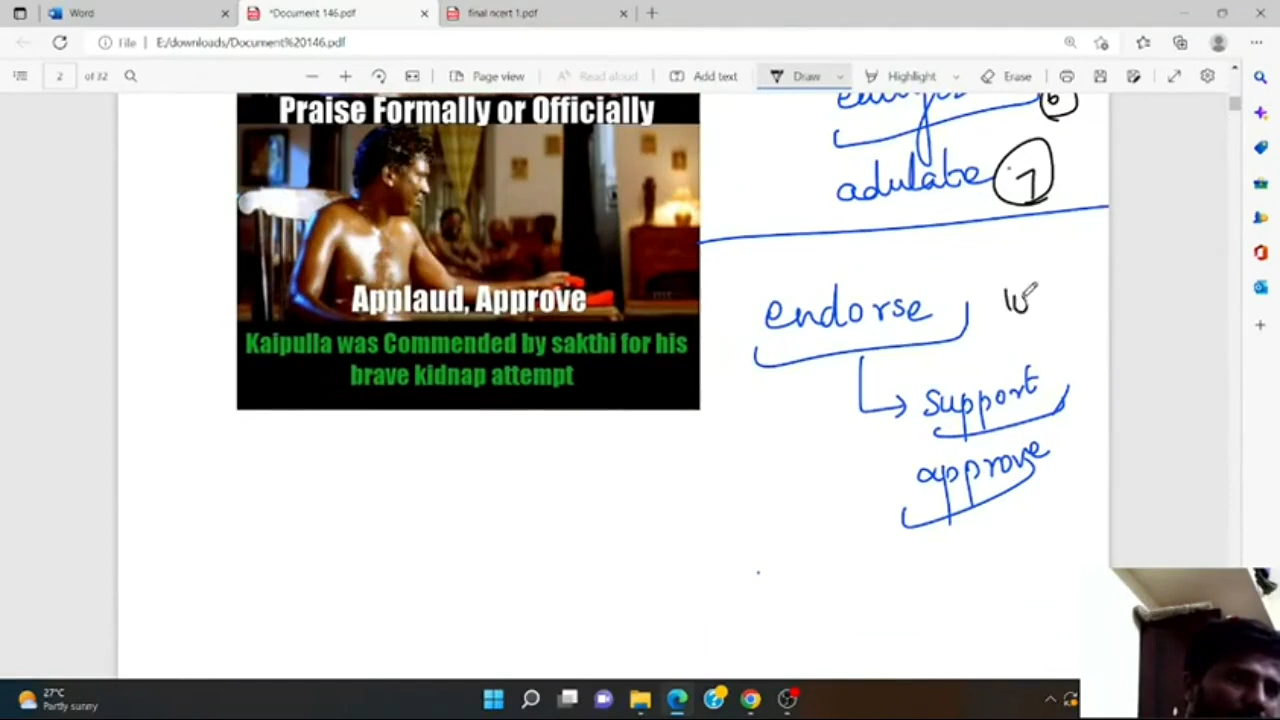 Word
*Document 146.pdf
final ncert 1.pdf
File
E:/downloads/Document%20146.pdf
2 of 32
Page view
Read aloud
Add text
Draw
Highlight
Erase
Praise Formally or Officially
Applaud, Approve
Kaipulla was Commended by sakthi for his
brave kidnap attempt
6
adulate 7
endorse
support
approve
27°C
Partly sunny